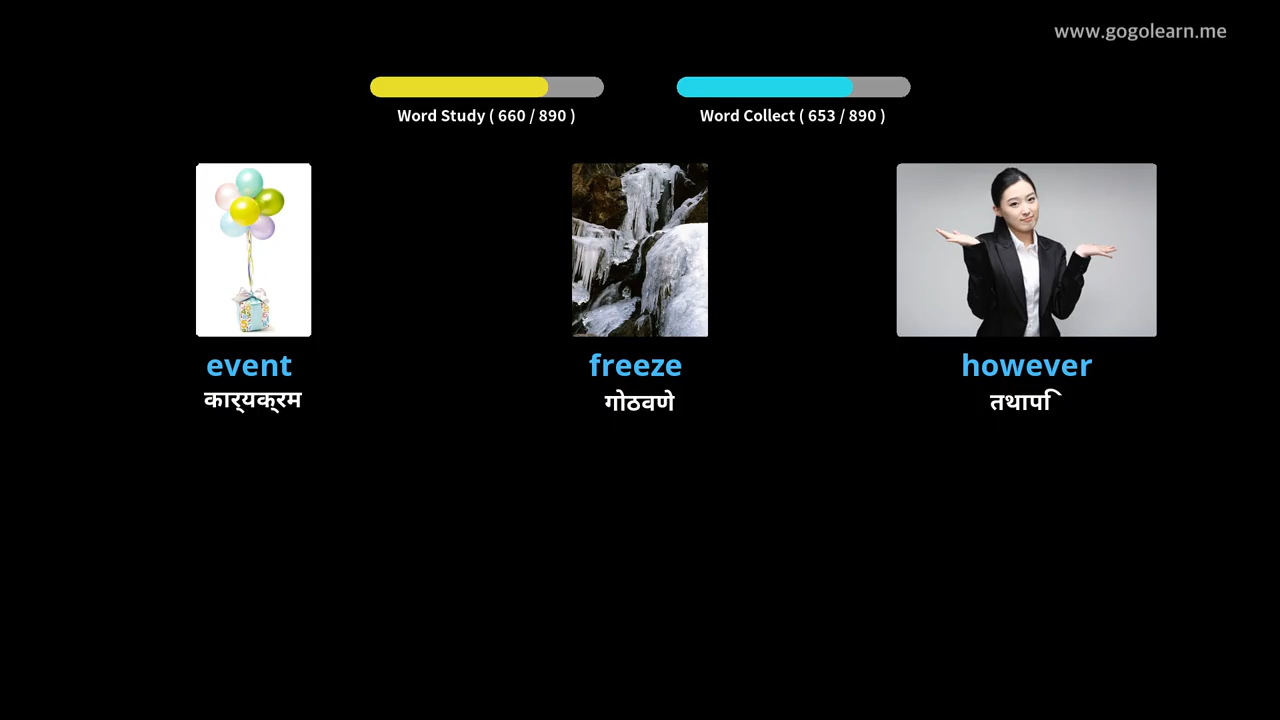 www.gogolearn.me
Word Study ( 660 / 890 )
Word Collect ( 653 / 890 )
event
freeze
however
कार्यक्रम
गोठवणे
तथापि